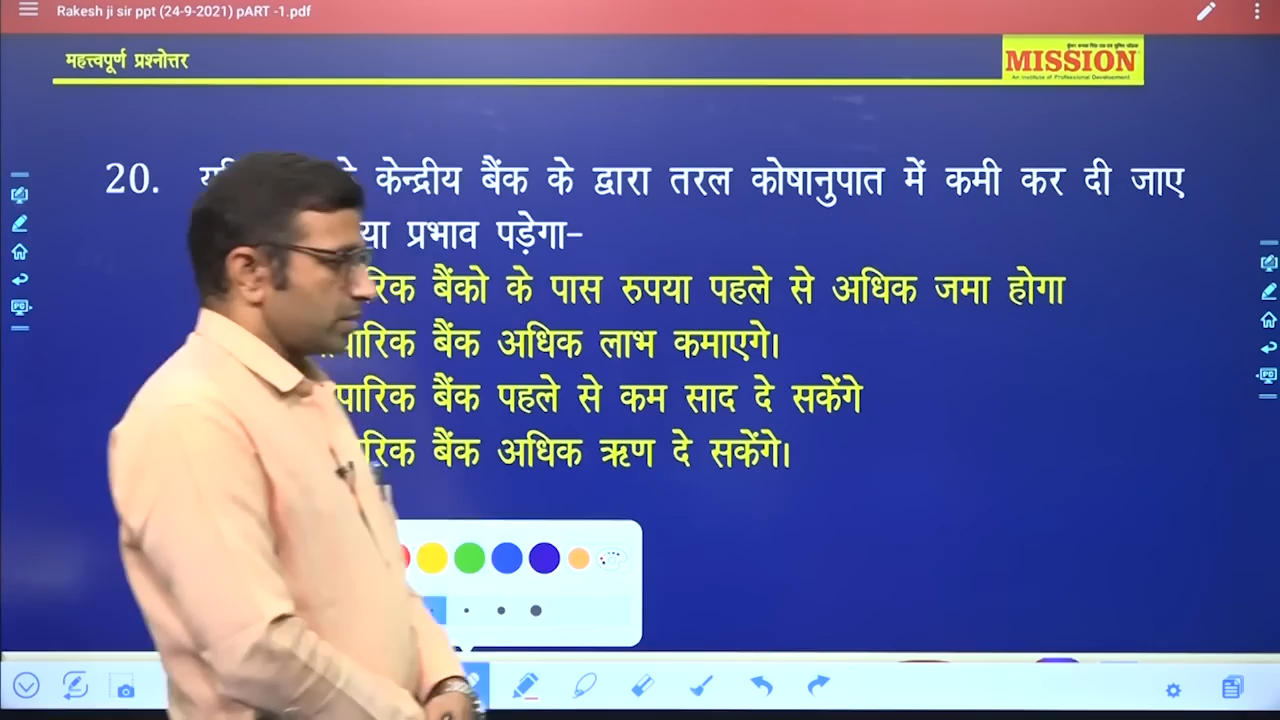 Rakesh ji sir ppt (24-9-2021) pART -1.pdf
महत्त्वपूर्ण प्रश्नोत्तर
MISSION
An Institute of Professional Development
20. केन्द्रीय बैंक के द्वारा तरल कोषानुपात में कमी कर दी जाए
प्रभाव पड़ेगा-
बैंको के पास रुपया पहले से अधिक जमा होगा
बैंक अधिक लाभ कमाएगे।
बैंक पहले से कम साद दे सकेंगे
बैंक अधिक ऋण दे सकेंगे।